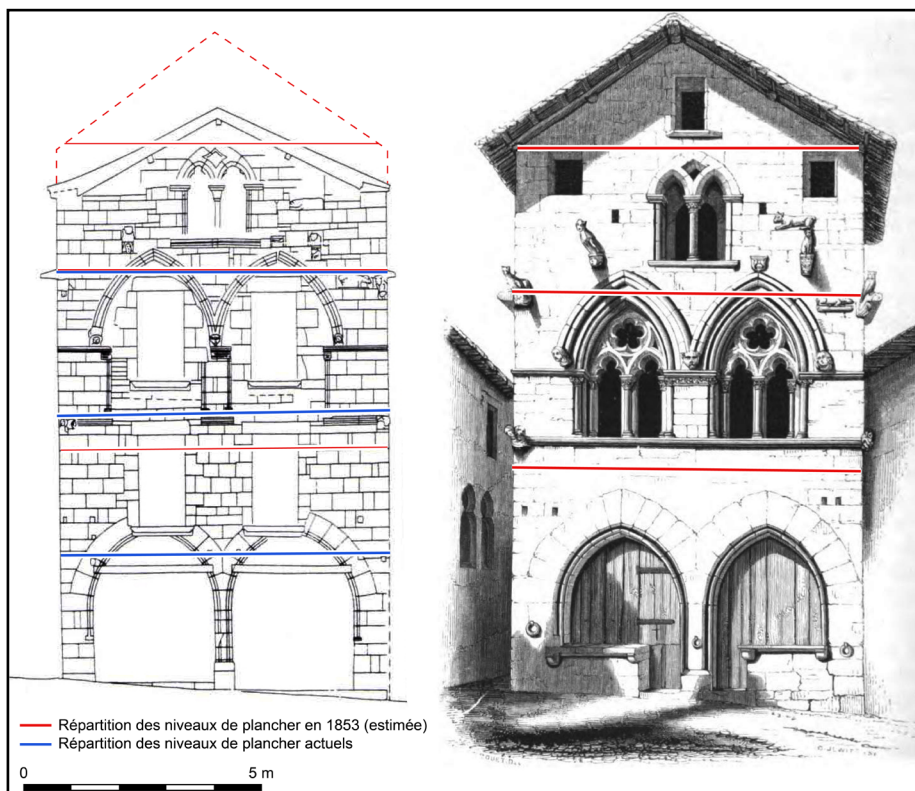 Répartition des niveaux de plancher en 1853 (estimée)
Répartition des niveaux de plancher actuels
0 5 m